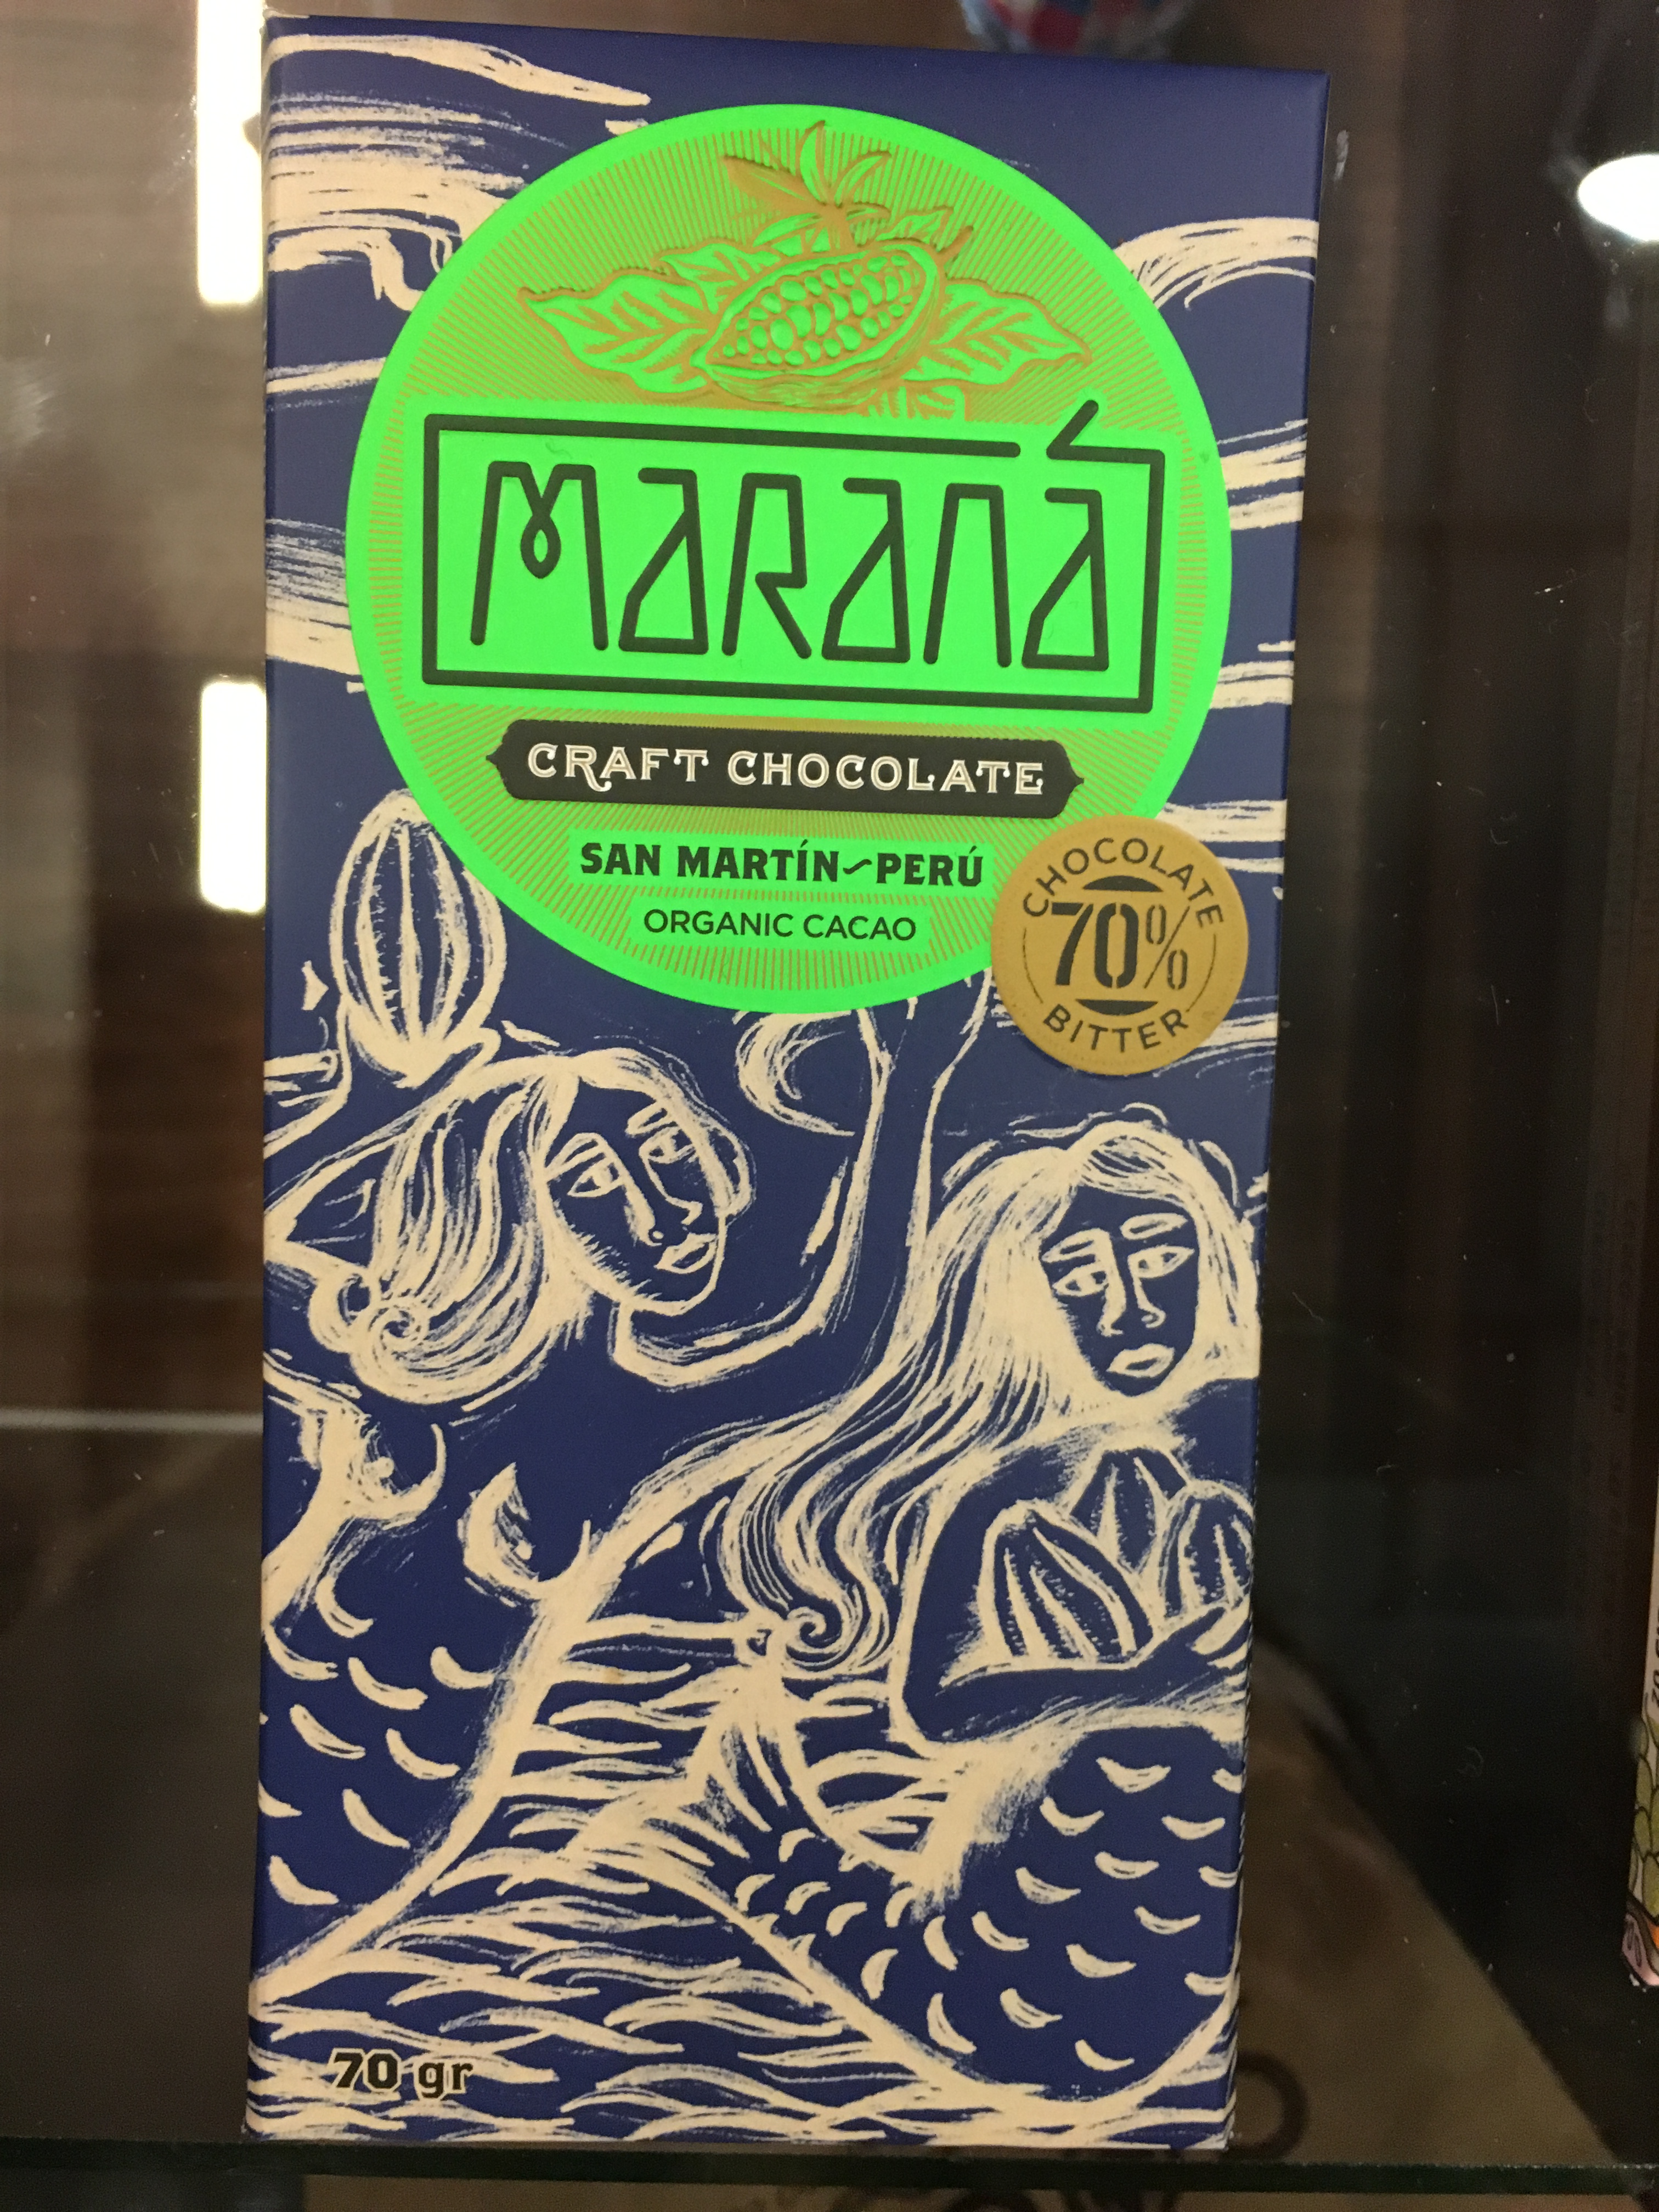 maraná
CRAFT CHOCOLATE
SAN MARTÍN~PERÚ
ORGANIC CACAO
CHOCOLATE
70%
BITTER
70 gr